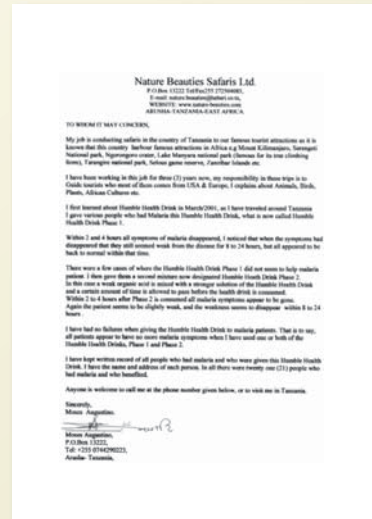 Nature Beauties Safaris Ltd.
P.O.Box 13222 Tel/Fax255 272504083,
E-mail: nature.beauties@habari.co.tz,
WEBSITE: www.nature-beauties.com
ARUSHA-TANZANIA-EAST AFRICA
TO WHOM IT MAY CONCERN,
My job is conducting safaris in the country of Tanzania to our famous tourist attractions as it is
known that this country harbour famous attractions in Africa e.g Mount Kilimanjaro, Serengeti
National park, Ngorongoro crater, Lake Manyara national park (famous for its tree climbing
lions), Tarangire national park, Selous game reserve, Zanzibar Islands etc.
I have been working in this job for three (3) years now, my responsibility in these trips is to
Guide tourists who most of them comes from USA & Europe, I explains about Animals, Birds,
Plants, African Cultures etc.
I first learned about Humble Health Drink in March/2001, as I have traveled around Tanzania
I gave various people who had Malaria this Humble Health Drink, what is now called Humble
Health Drink Phase 1.
Within 2 and 4 hours all symptoms of malaria disappeared, I noticed that when the symptoms had
disappeared that they still seemed weak from the disease for 8 to 24 hours, but all appeared to be
back to normal within that time.
There were a few cases of where the Humble Health Drink Phase 1 did not seem to help malaria
patient. I then gave them a second mixture now designated Humble Health Drink Phase 2.
In this case a weak organic acid is mixed with a stronger solution of the Humble Health Drink
and a certain amount of time is allowed to pass before the health drink is consumed.
Within 2 to 4 hours after Phase 2 is consumed all malaria symptoms appear to be gone.
Again the patient seems to be slightly weak, and the weakness seems to disappear within 8 to 24
hours .
I have had no failures when giving the Humble Health Drink to malaria patients. That is to say,
all patients appear to have no more malaria symptoms when I have used one or both of the
Humble Health Drinks, Phase 1 and Phase 2.
I have kept written record of all people who had malaria and who were given this Humble Health
Drink. I have the name and address of each person. In all there were twenty one (21) people who
had malaria and who benefited.
Anyone is welcome to call me at the phone number given below, or to visit me in Tanzania.
Sincerely,
Moses Augustino,
Moses Augustino,
P.O.Box 13222,
Tel: +255 0744290223,
Arusha- Tanzania,